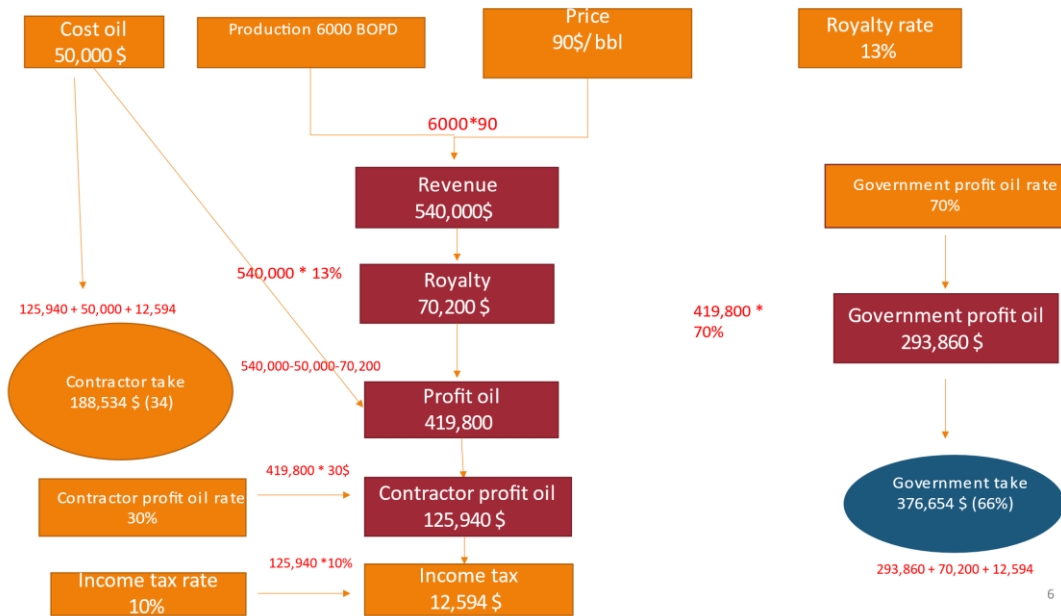 Cost oil
50,000 $
Production 6000 BOPD
Price
90$/ bbl
Royalty rate
13%
6000*90
Revenue
540,000$
Government profit oil rate
70%
540,000 * 13%
Royalty
70,200 $
125,940 + 50,000 + 12,594
419,800 *
70%
Government profit oil
293,860 $
Contractor take
188,534 $ (34)
540,000-50,000-70,200
Profit oil
419,800
Contractor profit oil rate
30%
419,800 * 30$
Contractor profit oil
125,940 $
Government take
376,654 $ (66%)
Income tax rate
10%
125,940 *10%
Income tax
12,594 $
293,860 + 70,200 + 12,594
6